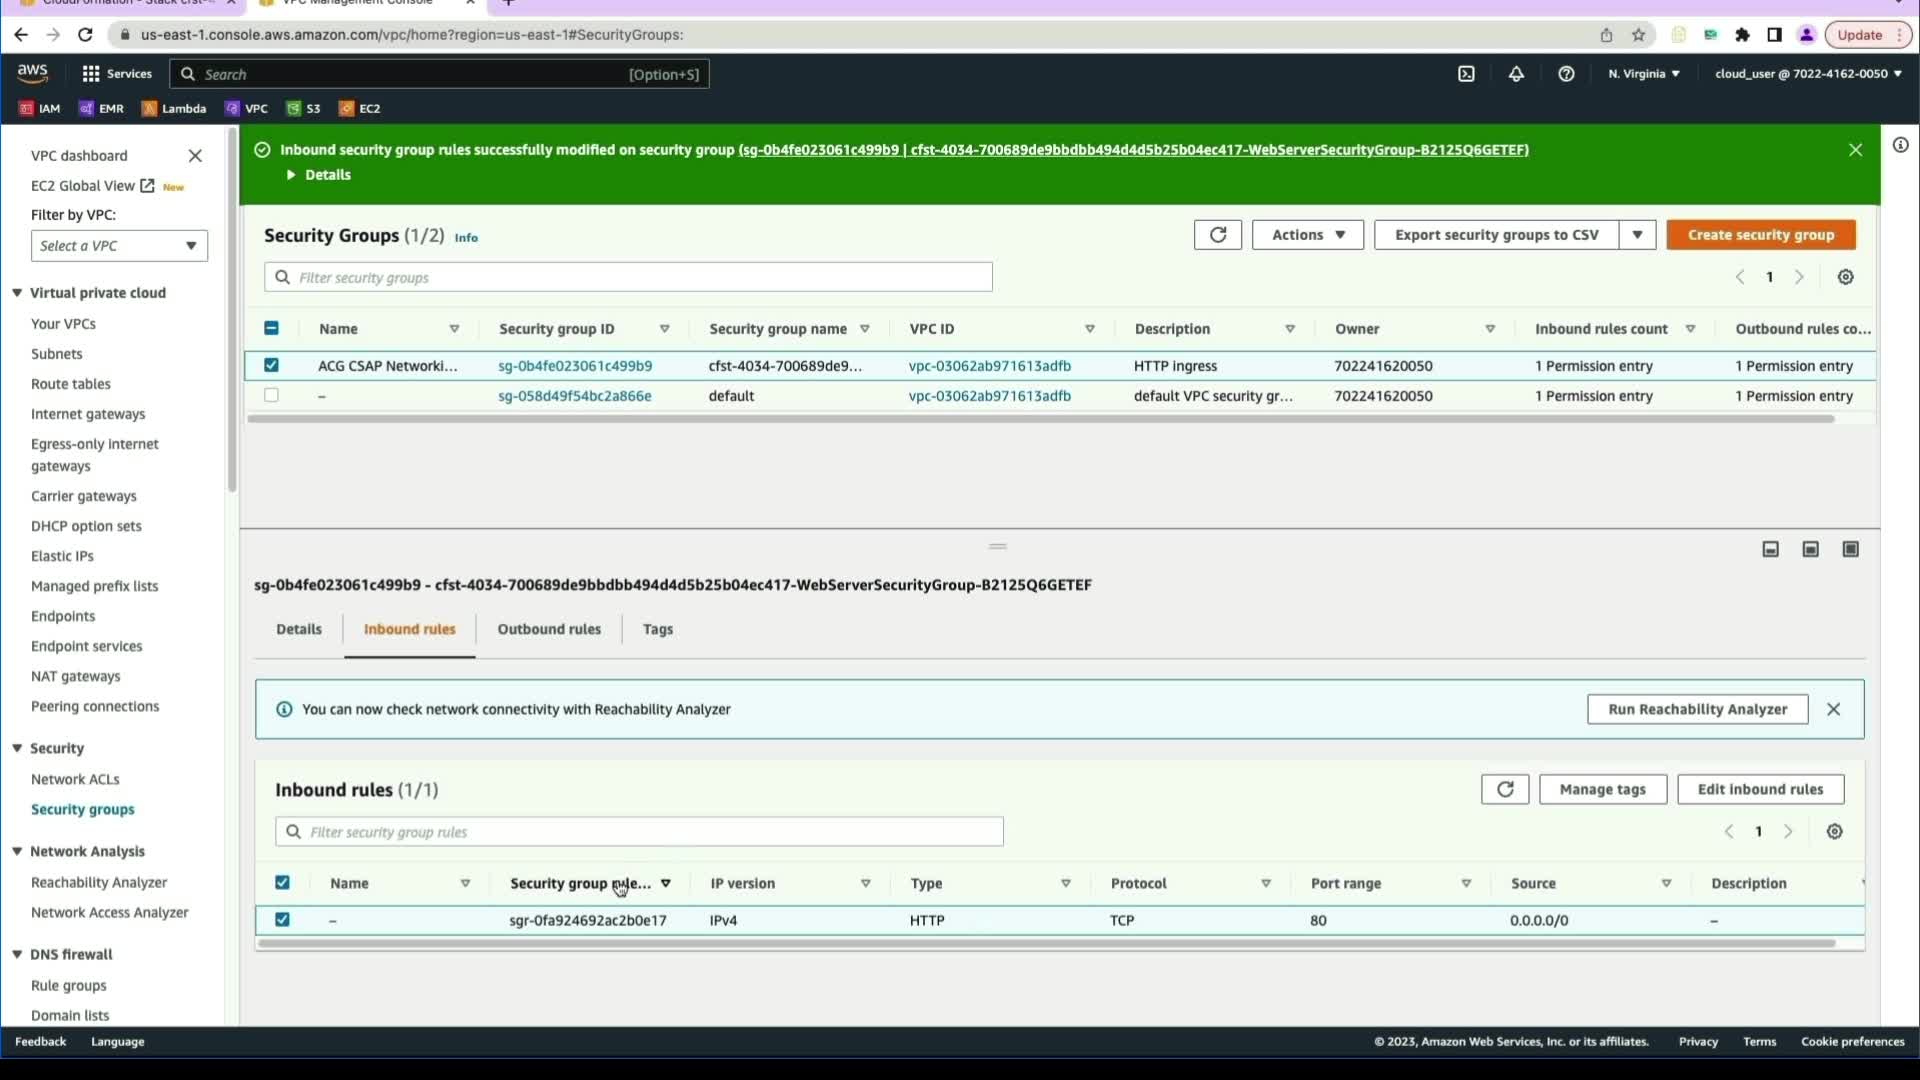 CloudFormation - Stack cfst-
VPC Management Console
us-east-1.console.aws.amazon.com/vpc/home?region=us-east-1#SecurityGroups:
Update
aws
Services
Search
[Option+S]
N. Virginia
cloud_user @ 7022-4162-0050
IAM
EMR
Lambda
VPC
S3
EC2
VPC dashboard
EC2 Global View New
Filter by VPC:
Select a VPC
Virtual private cloud
Your VPCs
Subnets
Route tables
Internet gateways
Egress-only internet
gateways
Carrier gateways
DHCP option sets
Elastic IPs
Managed prefix lists
Endpoints
Endpoint services
NAT gateways
Peering connections
Security
Network ACLs
Security groups
Network Analysis
Reachability Analyzer
Network Access Analyzer
DNS firewall
Rule groups
Domain lists
Inbound security group rules successfully modified on security group (sg-0b4fe023061c499b9 | cfst-4034-700689de9bbdbb494d4d5b25b04ec417-WebServerSecurityGroup-B2125Q6GETEF)
Details
Security Groups (1/2) Info
Actions
Export security groups to CSV
Create security group
Filter security groups
1
Name Security group ID Security group name VPC ID Description Owner Inbound rules count Outbound rules co...
ACG CSAP Networki... sg-0b4fe023061c499b9 cfst-4034-700689de9... vpc-03062ab971613adfb HTTP ingress 702241620050 1 Permission entry 1 Permission entry
– sg-058d49f54bc2a866e default vpc-03062ab971613adfb default VPC security gr... 702241620050 1 Permission entry 1 Permission entry
sg-0b4fe023061c499b9 - cfst-4034-700689de9bbdbb494d4d5b25b04ec417-WebServerSecurityGroup-B2125Q6GETEF
Details
Inbound rules
Outbound rules
Tags
You can now check network connectivity with Reachability Analyzer
Run Reachability Analyzer
Inbound rules (1/1)
Manage tags
Edit inbound rules
Filter security group rules
1
Name Security group rule... IP version Type Protocol Port range Source Description
– sgr-0fa924692ac2b0e17 IPv4 HTTP TCP 80 0.0.0.0/0 –
Feedback
Language
© 2023, Amazon Web Services, Inc. or its affiliates.
Privacy
Terms
Cookie preferences